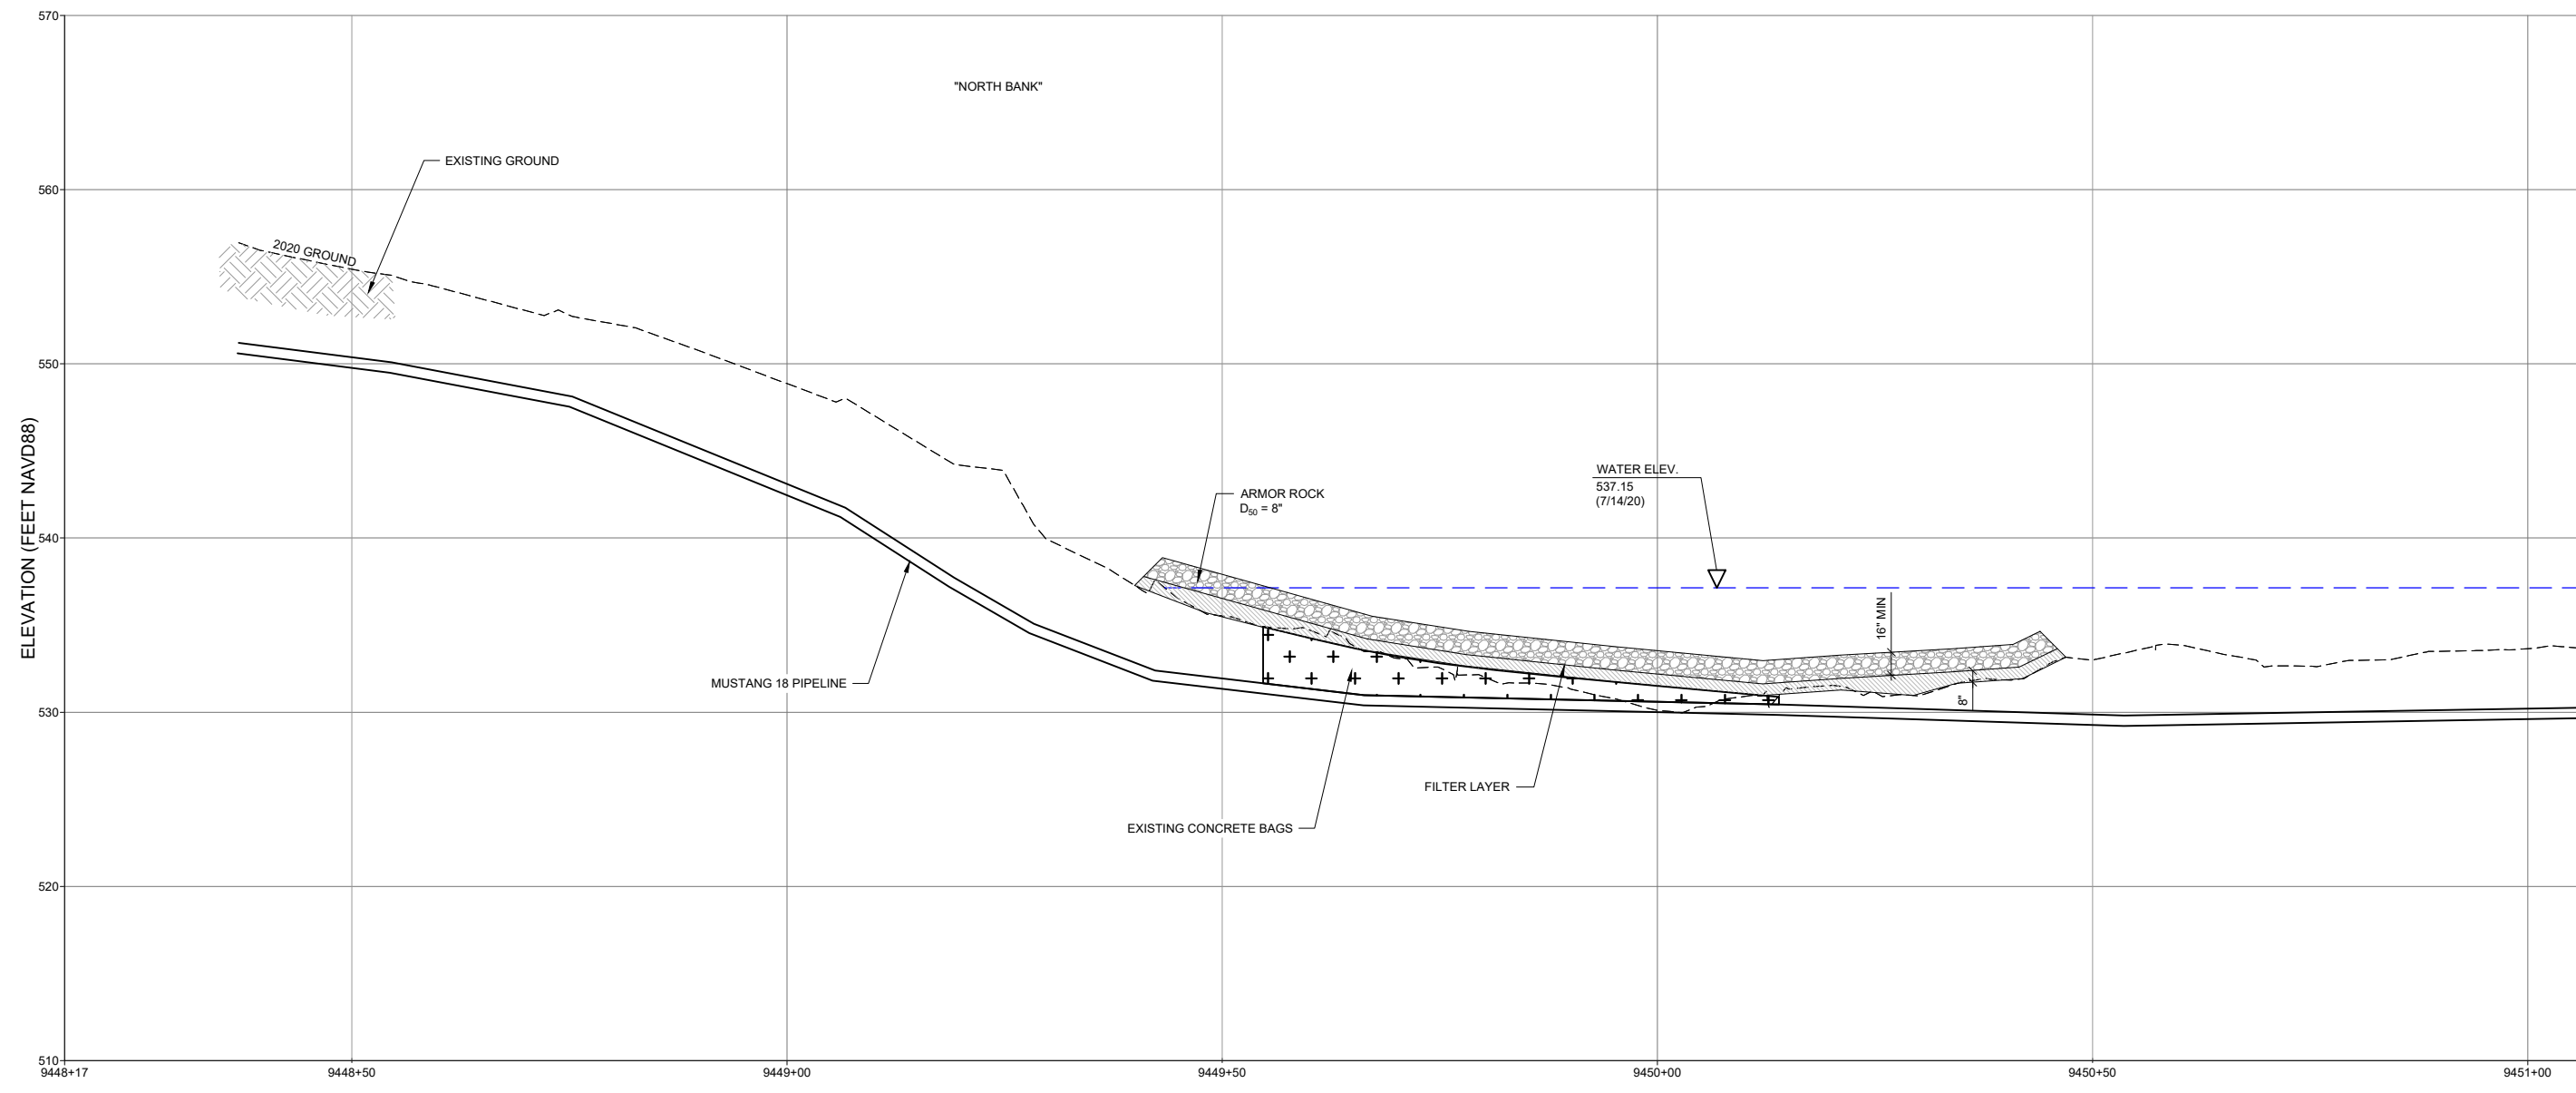 570
"NORTH BANK"
EXISTING GROUND
560
2020 GROUND
550
ELEVATION (FEET NAVD88)
WATER ELEV.
537.15
(7/14/20)
ARMOR ROCK
D₅₀ = 8"
540
16" MIN
MUSTANG 18 PIPELINE
8"
530
FILTER LAYER
EXISTING CONCRETE BAGS
520
510
9448+17
9448+50
9449+00
9449+50
9450+00
9450+50
9451+00